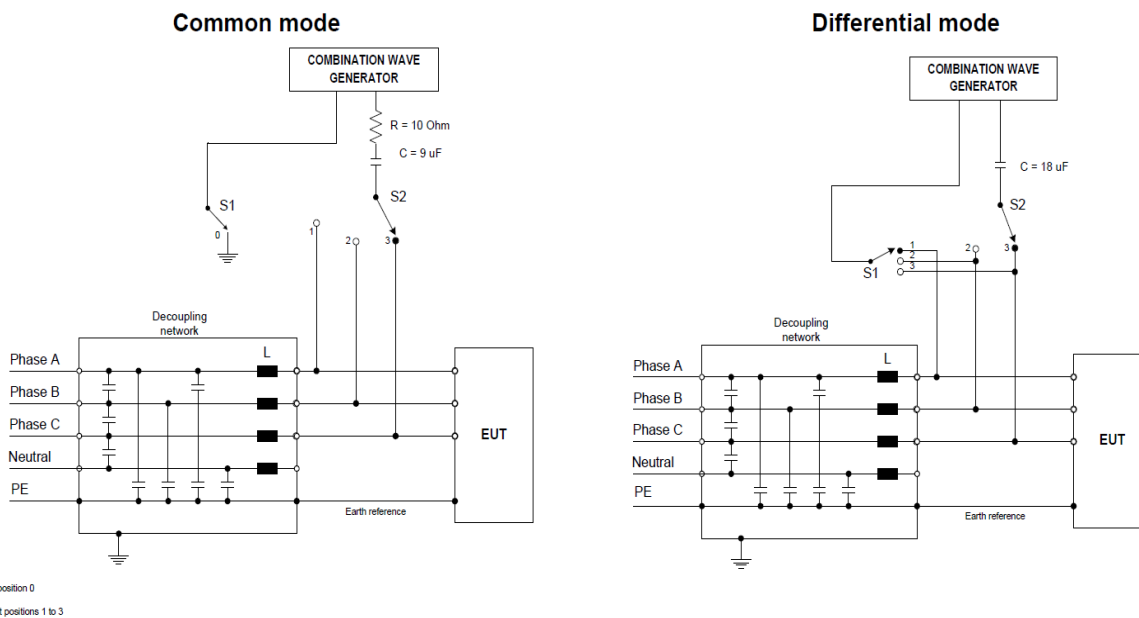 Common mode
COMBINATION WAVE
GENERATOR
R = 10 Ohm
C = 9 uF
S2
S1
0
1
2
3
Decoupling
network
L
Phase A
Phase B
Phase C
Neutral
PE
EUT
Earth reference
position 0
positions 1 to 3
Differential mode
COMBINATION WAVE
GENERATOR
C = 18 uF
S2
1
2
3
S1
2
3
Decoupling
network
L
Phase A
Phase B
Phase C
Neutral
PE
EUT
Earth reference